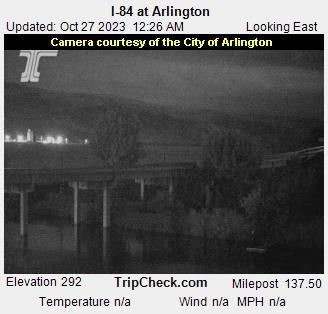 I-84 at Arlington
Updated: Oct 27 2023 12:26 AM Looking East
Camera courtesy of the City of Arlington
Elevation 292 TripCheck.com Milepost 137.50
Temperature n/a Wind n/a MPH n/a